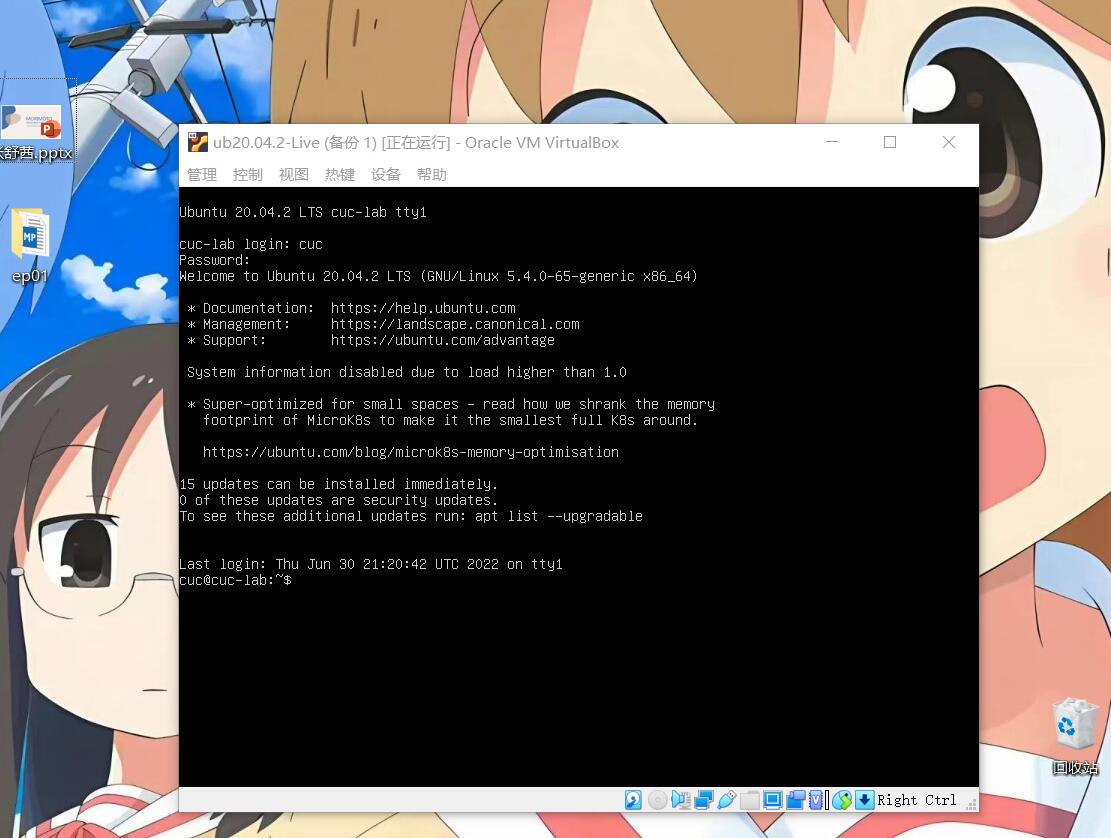 ub20.04.2-Live (备份 1) [正在运行] - Oracle VM VirtualBox
管理 控制 视图 热键 设备 帮助
Ubuntu 20.04.2 LTS cuc-lab tty1
cuc-lab login: cuc
Password:
Welcome to Ubuntu 20.04.2 LTS (GNU/Linux 5.4.0-65-generic x86_64)
* Documentation: https://help.ubuntu.com
* Management: https://landscape.canonical.com
* Support: https://ubuntu.com/advantage
System information disabled due to load higher than 1.0
* Super-optimized for small spaces - read how we shrank the memory
footprint of MicroK8s to make it the smallest full K8s around.
https://ubuntu.com/blog/microk8s-memory-optimisation
15 updates can be installed immediately.
0 of these updates are security updates.
To see these additional updates run: apt list --upgradable
Last login: Thu Jun 30 21:20:42 UTC 2022 on tty1
cuc@cuc-lab:~$
Right Ctrl
舒茜.pptx
ep01
回收站